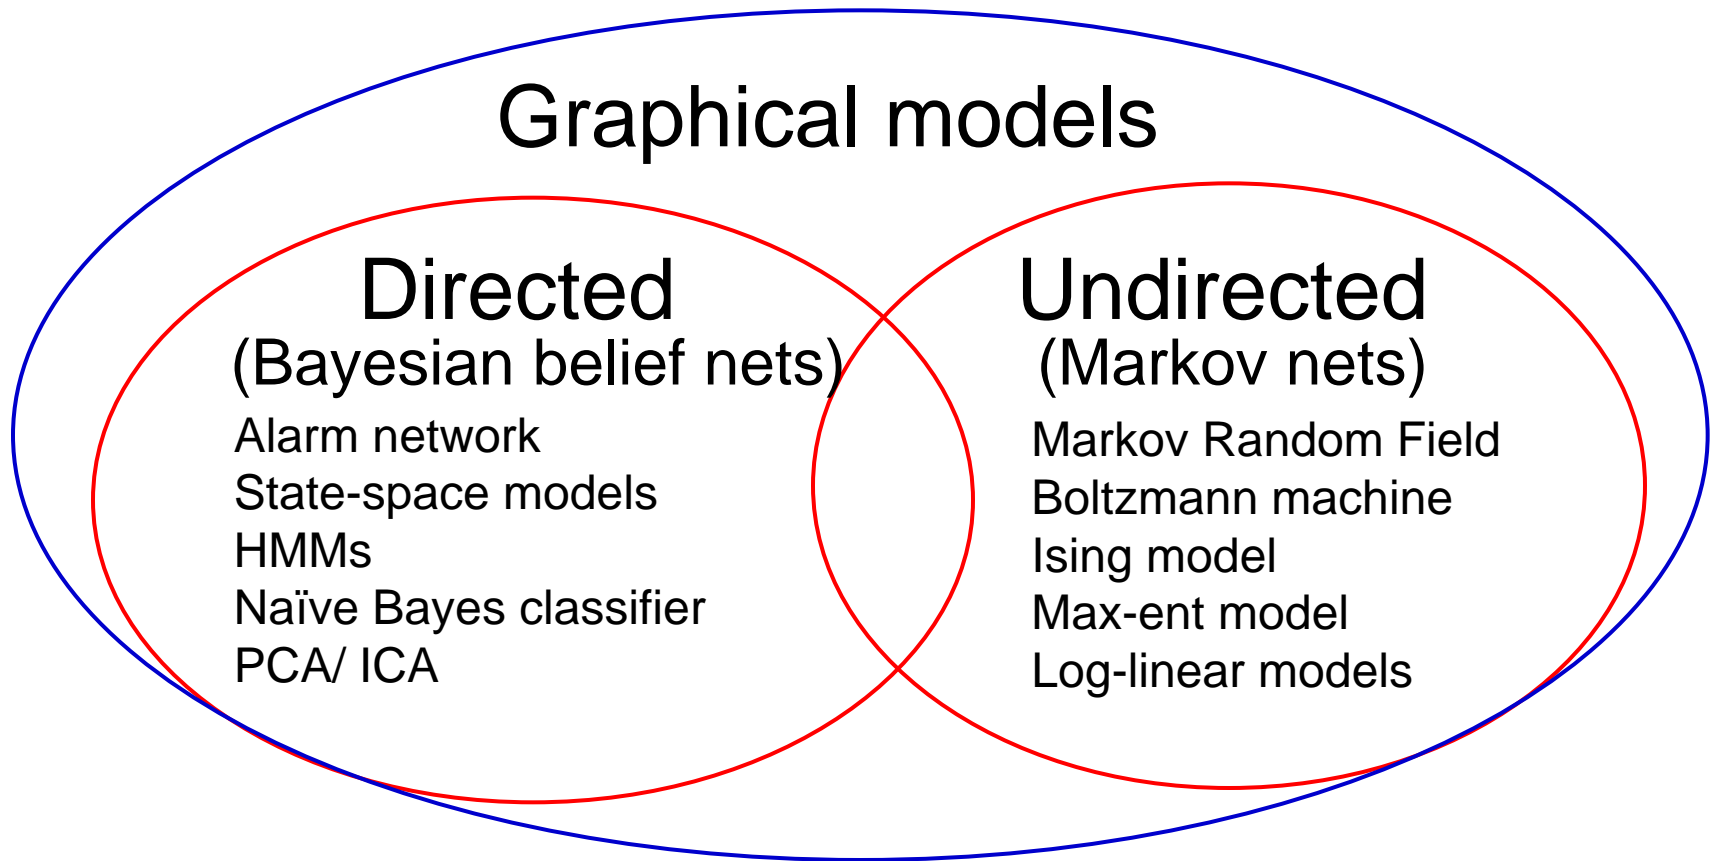 Graphical models
Directed
(Bayesian belief nets)
Alarm network
State-space models
HMMs
Naïve Bayes classifier
PCA/ ICA
Undirected
(Markov nets)
Markov Random Field
Boltzmann machine
Ising model
Max-ent model
Log-linear models